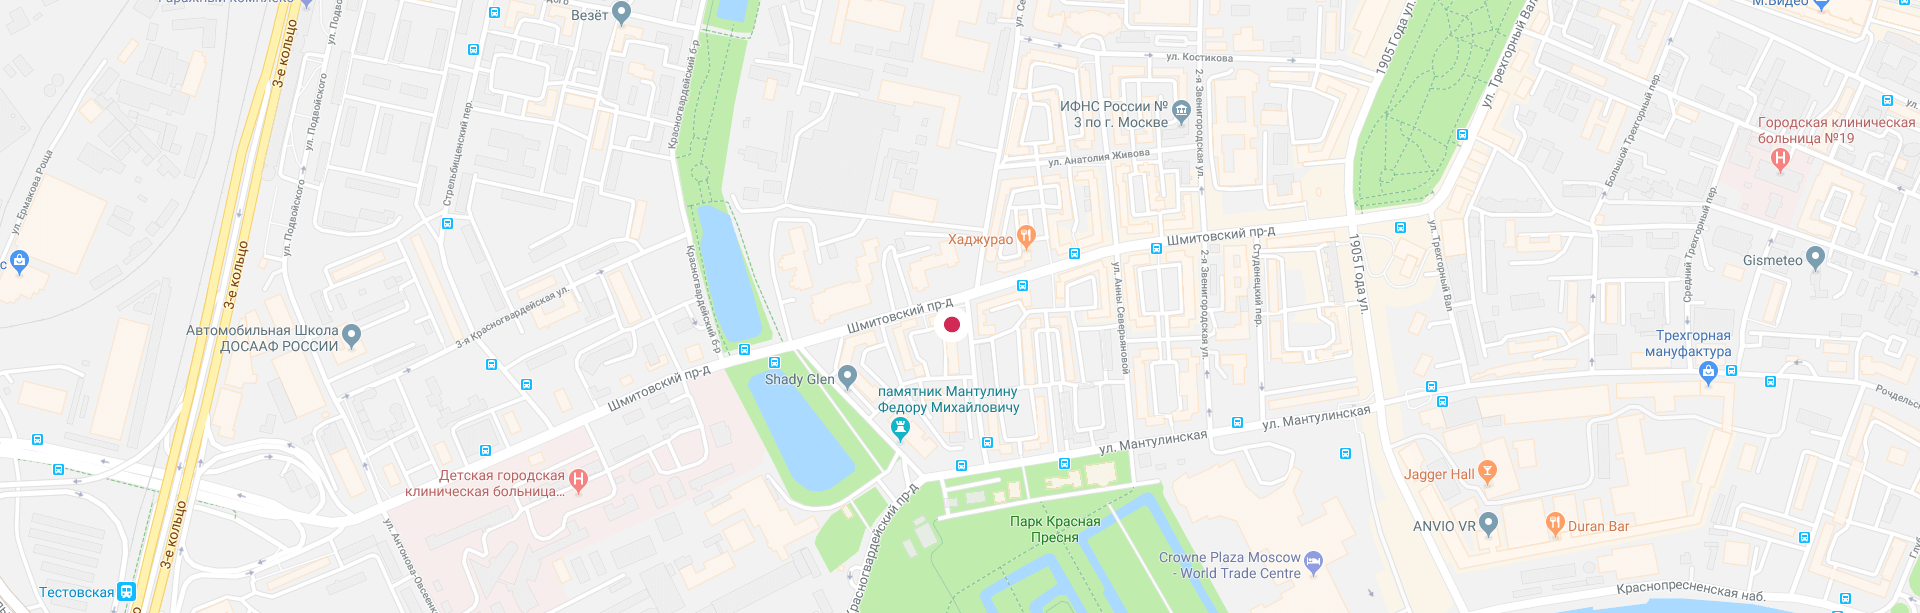 Гаражный комплекс
3-е кольцо
ул. Подвойского
Везёт
Красногвардейский б-р
ул. Костикова
1905 Года ул.
ул. Трехгорный Вал
М.Видео
ИФНС России №
3 по г. Москве
2-я Звенигородская ул.
ул. Анатолия Живова
Большой Трехгорный пер.
Городская клиническая
больница №19
ул. Ермакова Роща
ул. Подвойского
Стрельбищенский пер.
ул. Подвойского
3-е кольцо
Хаджурао
Шмитовский пр-д
1905 Года ул.
ул. Трехгорный Вал
Средний Трехгорный пер.
Gismeteo
с
3-я Красногвардейская ул.
Красногвардейский б-р
Шмитовский пр-д
ул. Анны Северьяновой
2-я Звенигородская ул.
Студенецкий пер.
Автомобильная Школа
ДОСААФ РОССИИ
Трехгорная
мануфактура
Shady Glen
Шмитовский пр-д
памятник Мантулину
Федору Михайловичу
ул. Мантулинская
ул. Мантулинская
Рочдельс
Детская городская
клиническая больница...
Jagger Hall
3-е кольцо
ул. Антонова-Овсеенк
Красногвардейский пр-д
Парк Красная
Пресня
ANVIO VR
Duran Bar
Crowne Plaza Moscow
- World Trade Centre
Тестовская
Краснопресненская наб.
Глуб